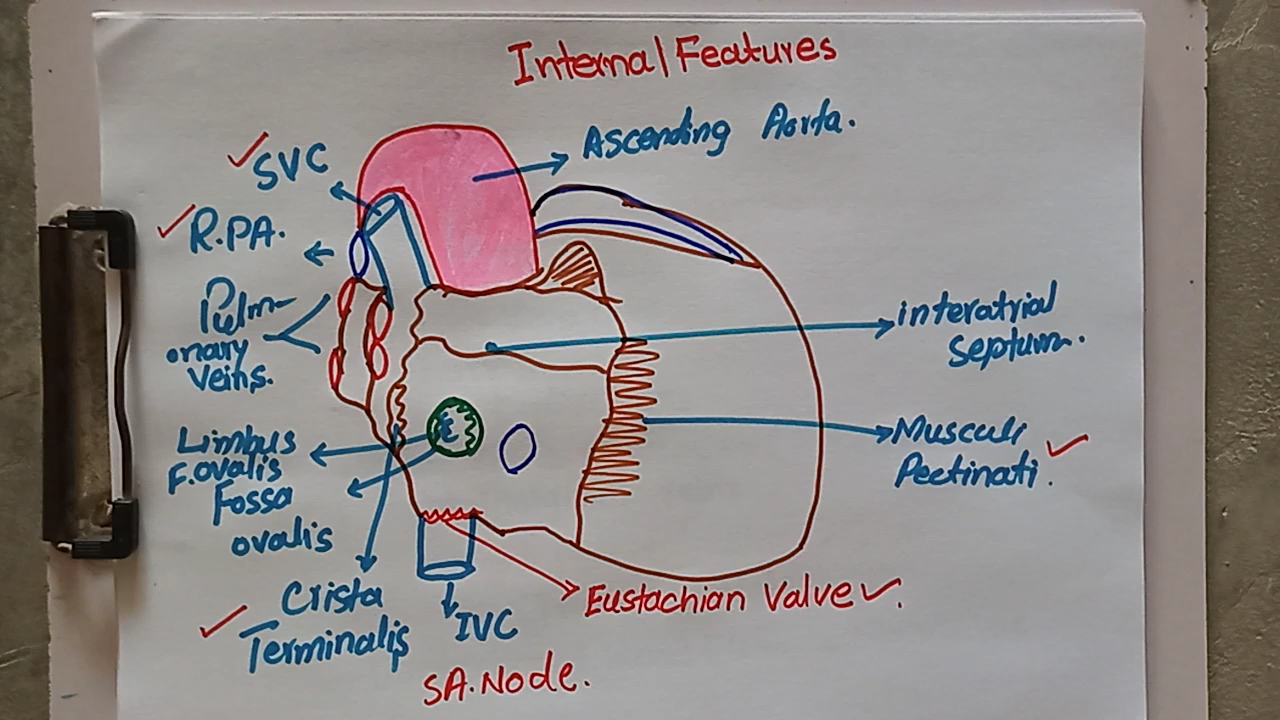 Internal Features
Ascending Aorta.
SVC
R.PA.
Pulm-
onary
Veins.
interatrial
septum.
Limbus
F.ovalis
Fossa
ovalis
Musculi
Pectinati.
Crista
Terminalis
Eustachian Valve
IVC
SA.Node.